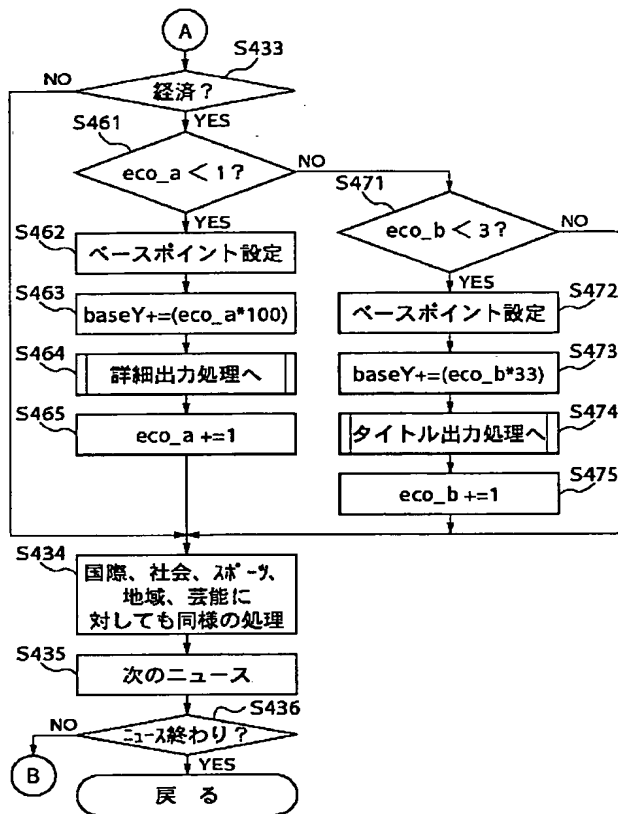 A
S433
NO
経済？
YES
S461
eco_a < 1？
NO
YES
S471
eco_b < 3？
NO
YES
S462
ベースポイント設定
S463
baseY+=(eco_a*100)
S464
詳細出力処理へ
S465
eco_a +=1
S472
ベースポイント設定
S473
baseY+=(eco_b*33)
S474
タイトル出力処理へ
S475
eco_b +=1
S434
国際、社会、ｽﾎﾟｰﾂ、
地域、芸能に
対しても同様の処理
S435
次のニュース
S436
NO
ﾆｭｰｽ終わり？
YES
B
戻 る